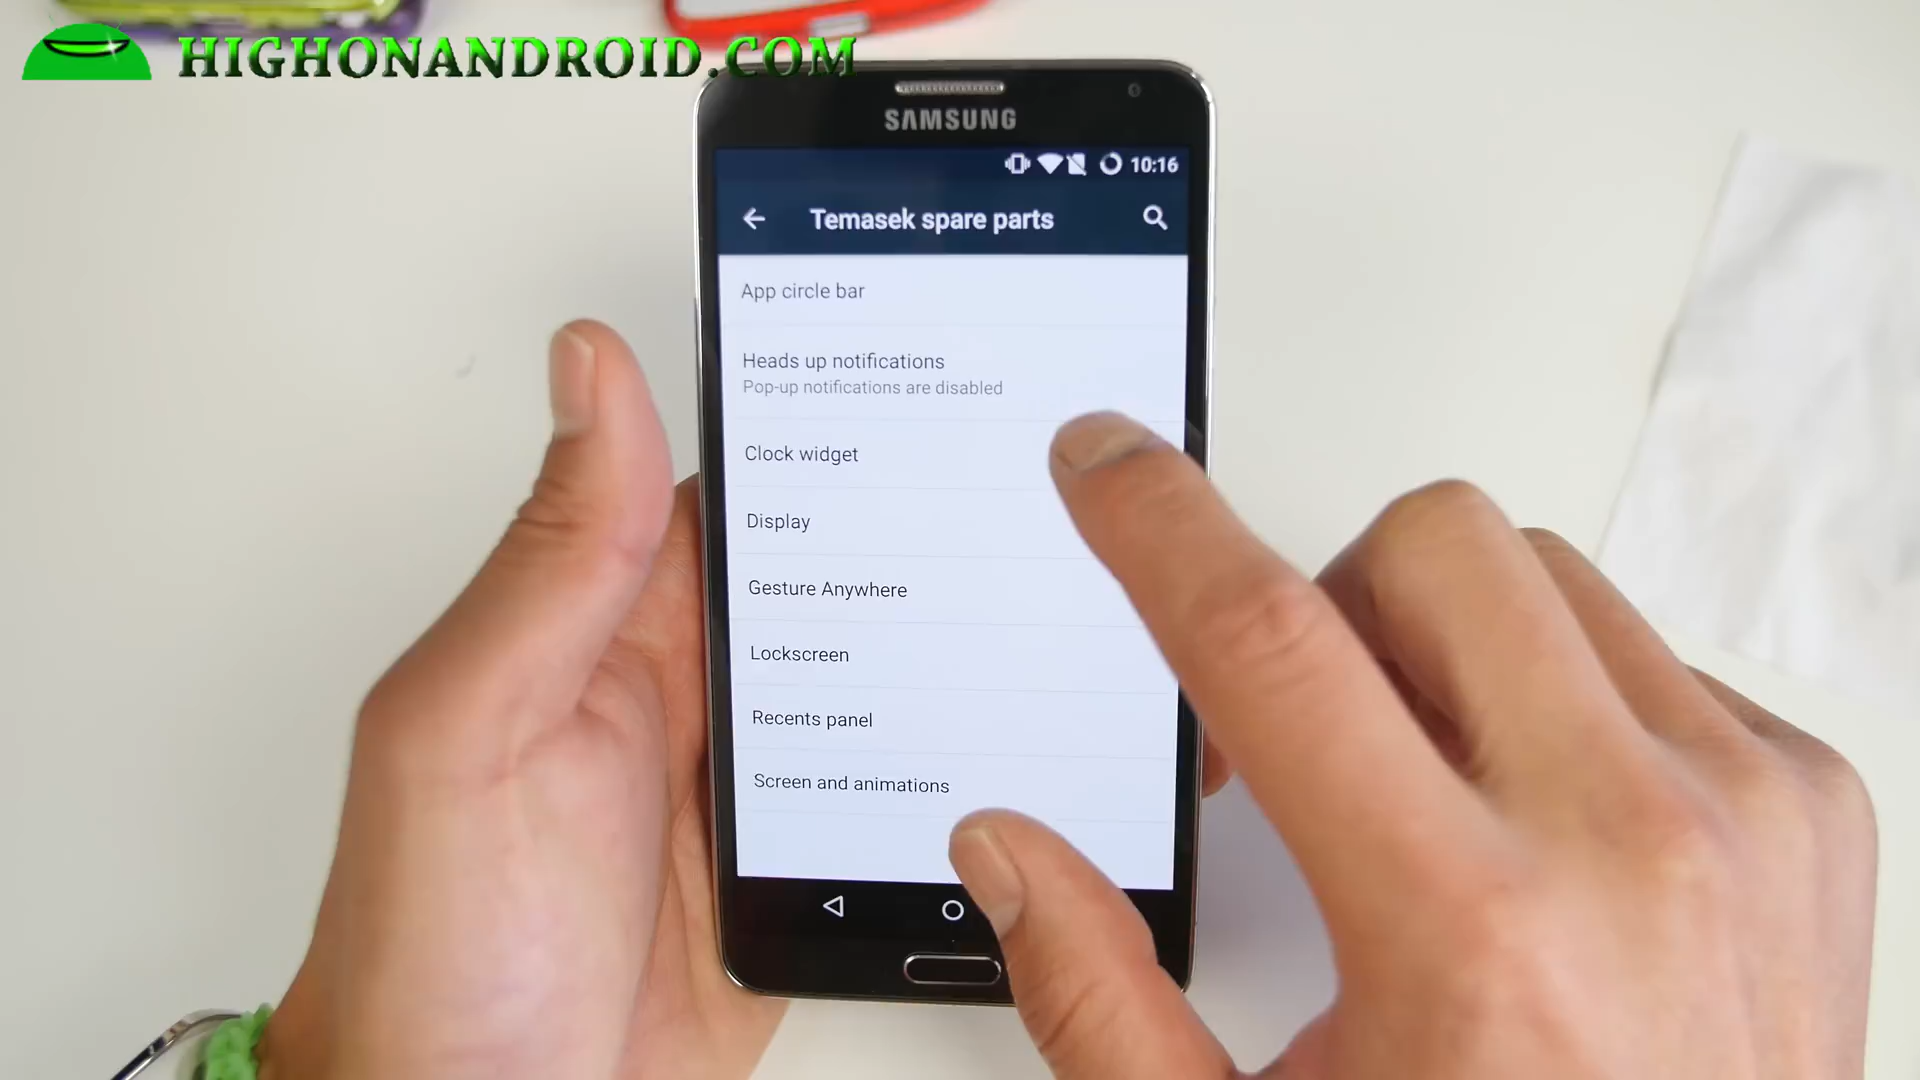 HIGHONANDROID.COM
SAMSUNG
10:16
Temasek spare parts
App circle bar
Heads up notifications
Pop-up notifications are disabled
Clock widget
Display
Gesture Anywhere
Lockscreen
Recents panel
Screen and animations